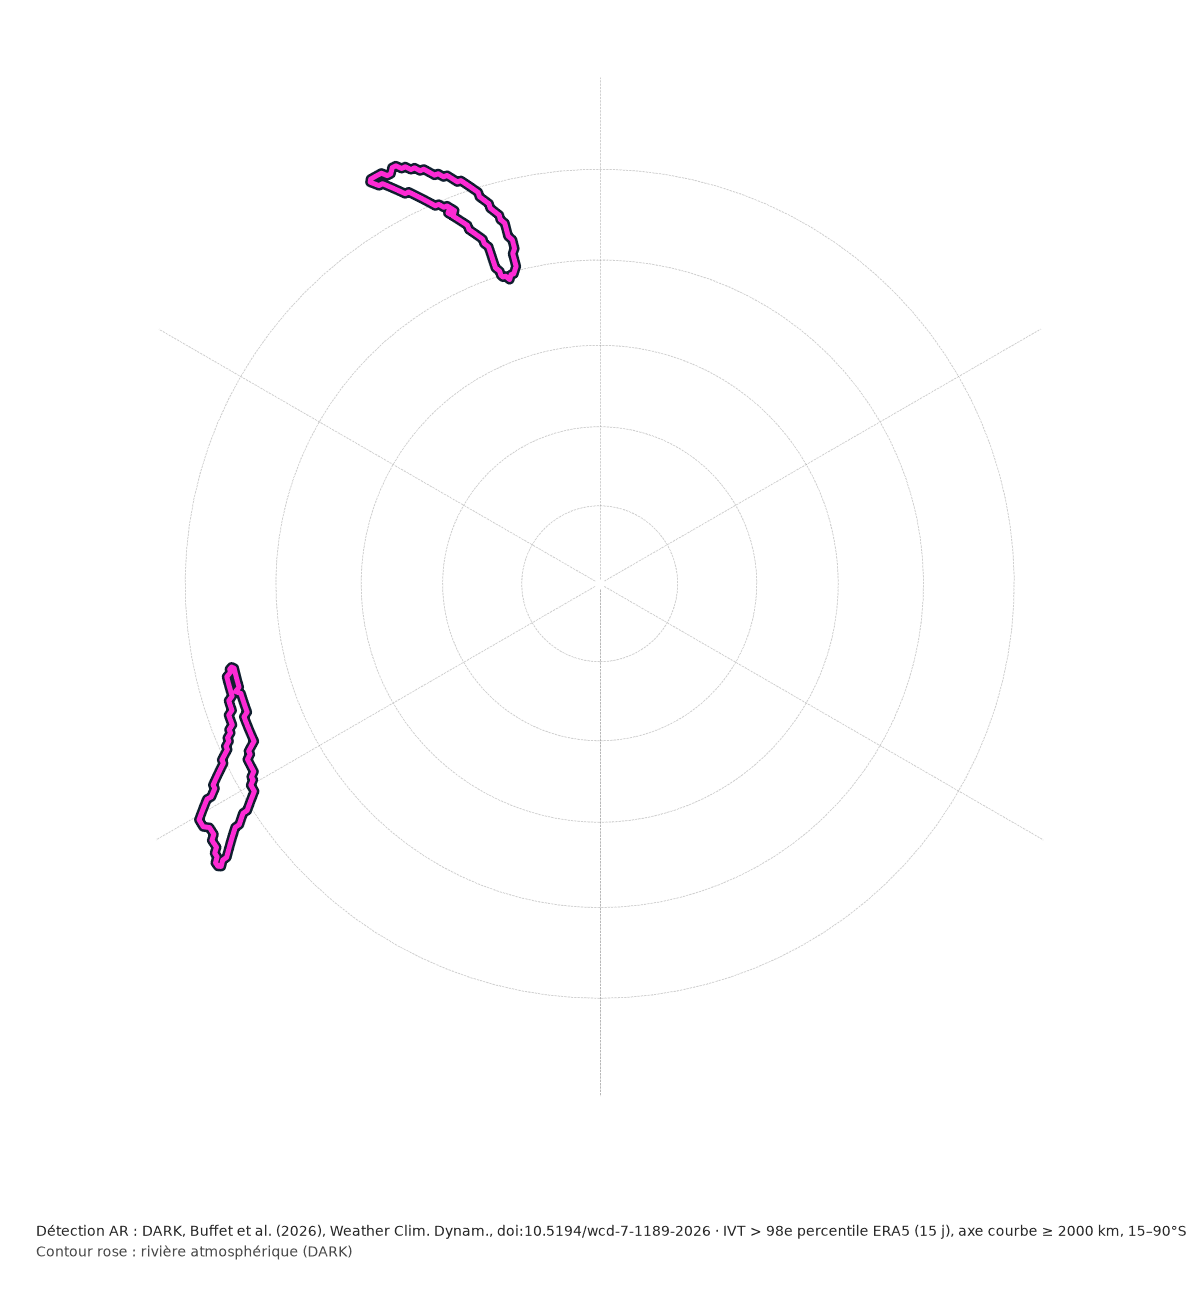 Détection AR : DARK, Buffet et al. (2026), Weather Clim. Dynam., doi:10.5194/wcd-7-1189-2026 · IVT > 98e percentile ERA5 (15 j), axe courbe ≥ 2000 km, 15–90°S
Contour rose : rivière atmosphérique (DARK)